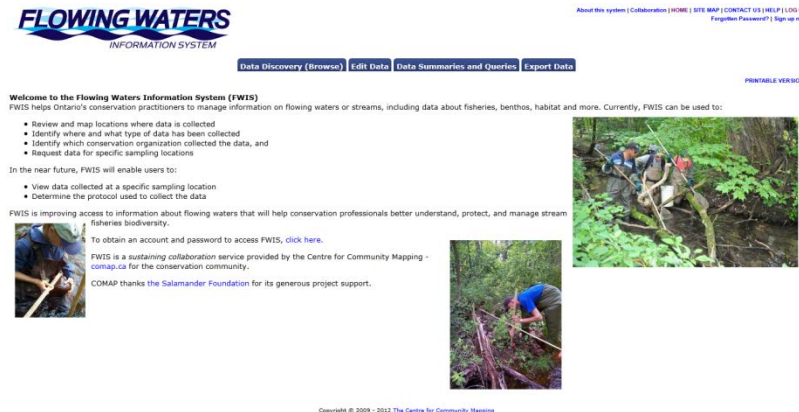 FLOWING WATERS
INFORMATION SYSTEM
About this system | Collaboration | HOME | SITE MAP | CONTACT US | HELP | LOG
Forgotten Password? | Sign up
Data Discovery (Browse) Edit Data Data Summaries and Queries Export Data
PRINTABLE VERSIO
Welcome to the Flowing Waters Information System (FWIS)
FWIS helps Ontario's conservation practitioners to manage information on flowing waters or streams, including data about fisheries, benthos, habitat and more. Currently, FWIS can be used to:
• Review and map locations where data is collected
• Identify where and what type of data has been collected
• Identify which conservation organization collected the data, and
• Request data for specific sampling locations
In the near future, FWIS will enable users to:
• View data collected at a specific sampling location
• Determine the protocol used to collect the data
FWIS is improving access to information about flowing waters that will help conservation professionals better understand, protect, and manage stream
fisheries biodiversity.
To obtain an account and password to access FWIS, click here.
FWIS is a sustaining collaboration service provided by the Centre for Community Mapping -
comap.ca for the conservation community.
COMAP thanks the Salamander Foundation for its generous project support.
Copyright © 2009 - 2012 The Centre for Community Mapping